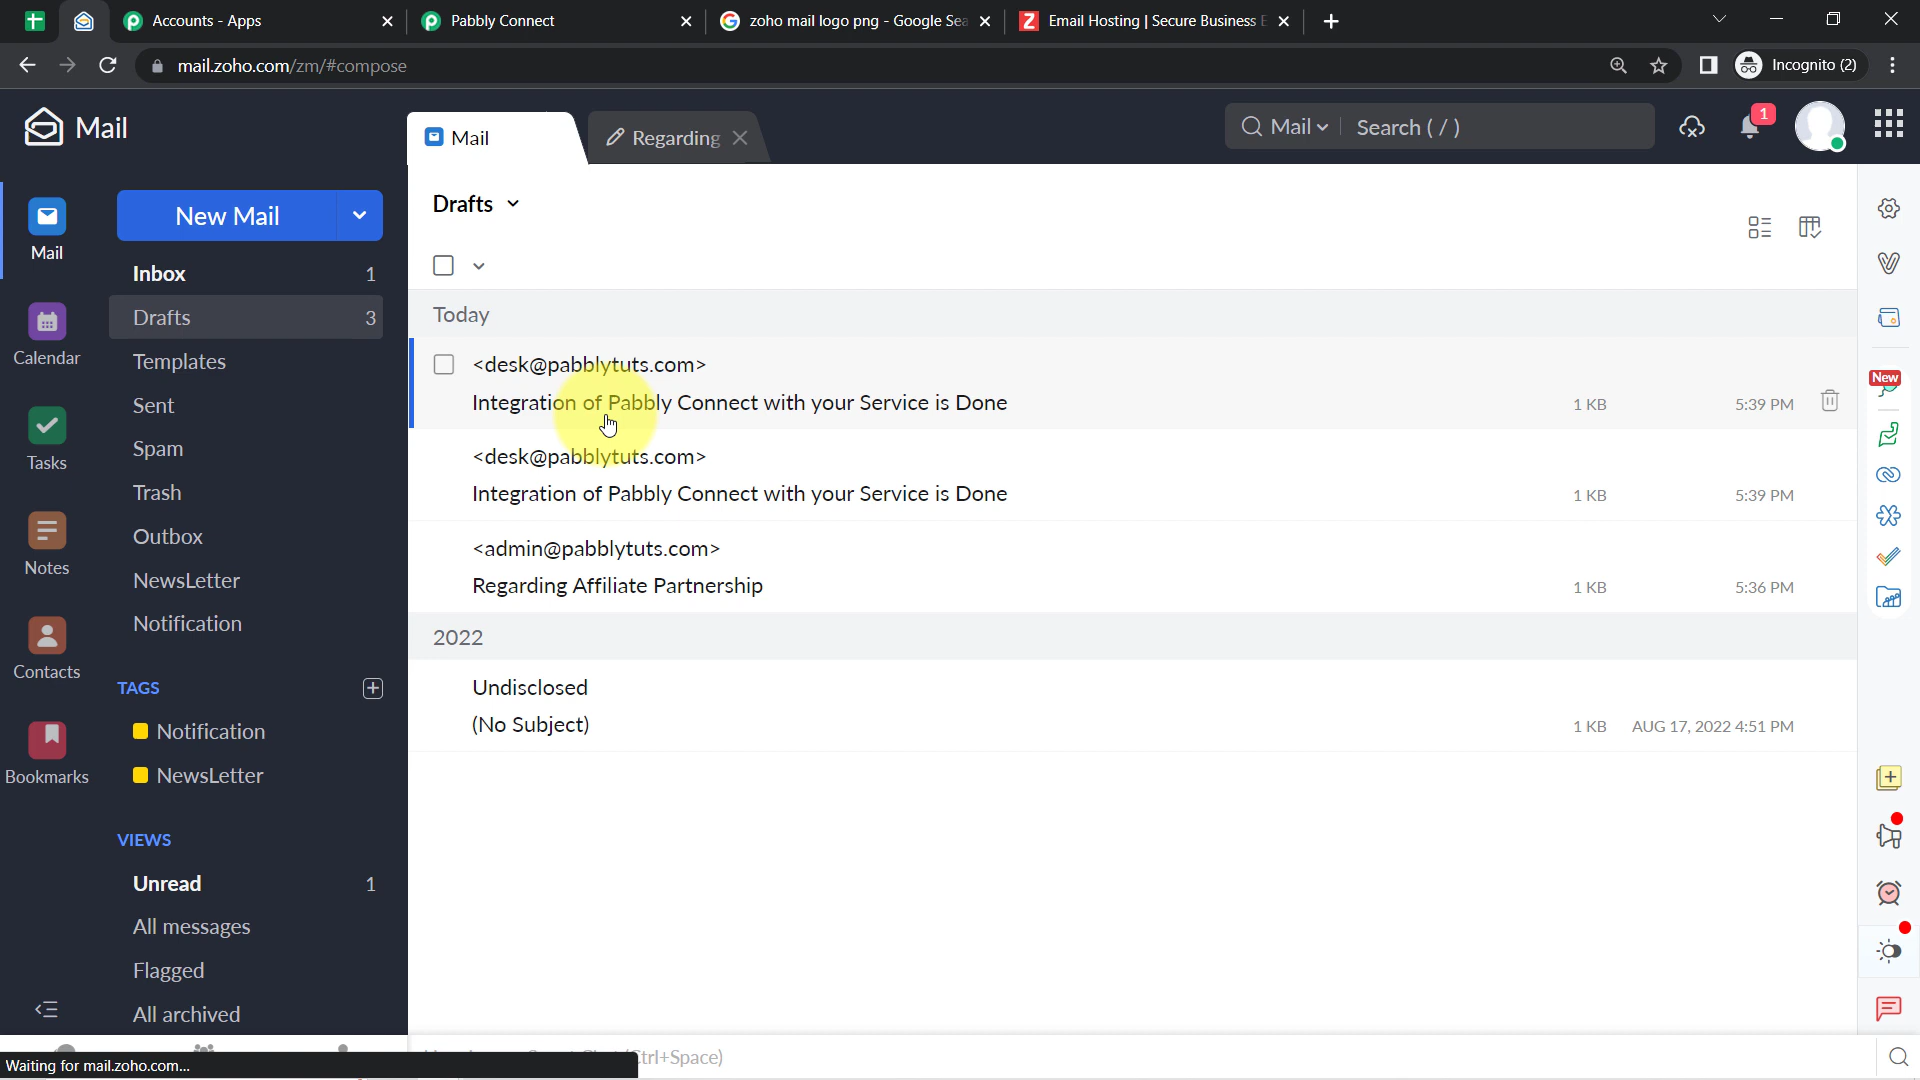 Accounts - Apps
Pabbly Connect
zoho mail logo png - Google Sea
Email Hosting | Secure Business E
mail.zoho.com/zm/#compose
Incognito (2)
Mail
Mail
Regarding
Mail
Search ( / )
1
Mail
Calendar
Tasks
Notes
Contacts
Bookmarks
New Mail
Inbox 1
Drafts 3
Templates
Sent
Spam
Trash
Outbox
NewsLetter
Notification
TAGS
Notification
NewsLetter
VIEWS
Unread 1
All messages
Flagged
All archived
Drafts
Today
<desk@pabblytuts.com>
Integration of Pabbly Connect with your Service is Done 1 KB 5:39 PM
<desk@pabblytuts.com>
Integration of Pabbly Connect with your Service is Done 1 KB 5:39 PM
<admin@pabblytuts.com>
Regarding Affiliate Partnership 1 KB 5:36 PM
2022
Undisclosed
(No Subject) 1 KB AUG 17, 2022 4:51 PM
New
Ctrl+Space)
Waiting for mail.zoho.com...